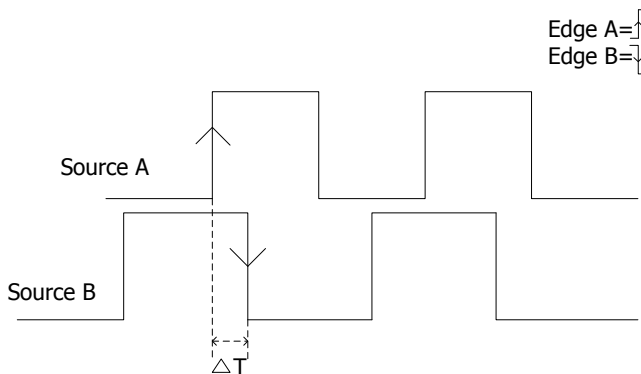 Edge A=
Edge B=
Source A
Source B
△T